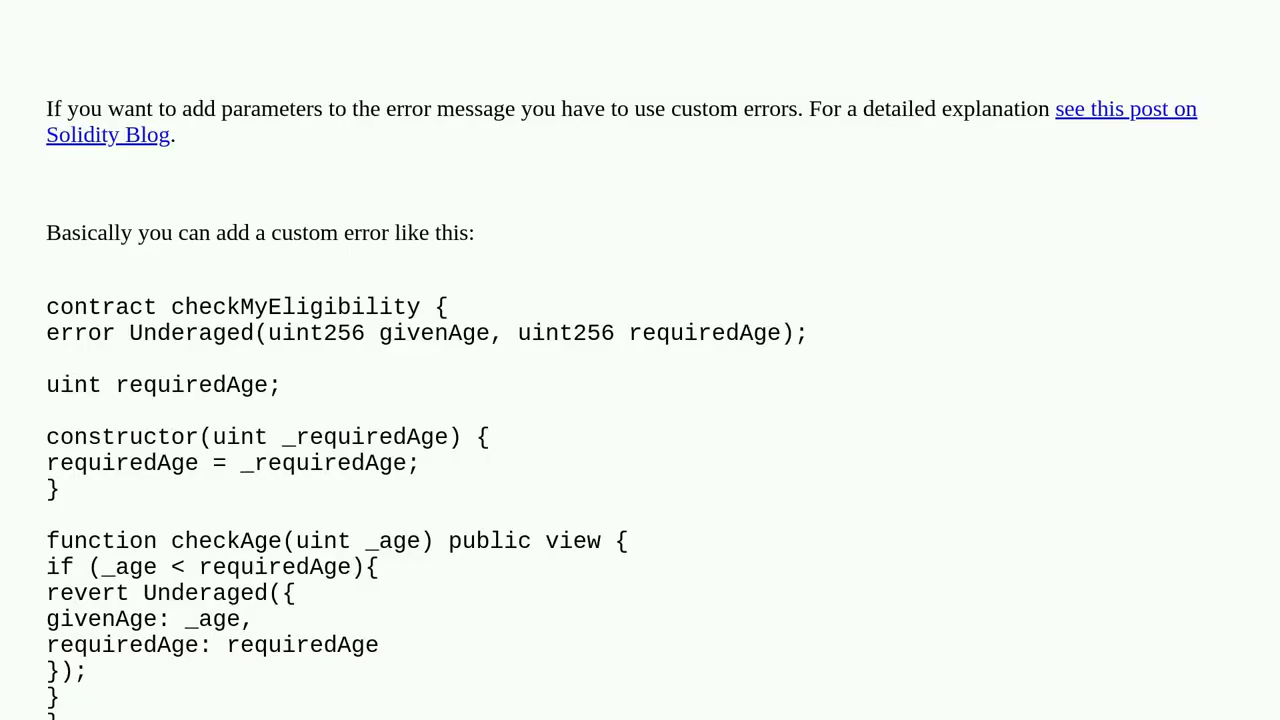 If you want to add parameters to the error message you have to use custom errors. For a detailed explanation see this post on
Solidity Blog.
Basically you can add a custom error like this:
contract checkMyEligibility {
error Underaged(uint256 givenAge, uint256 requiredAge);
uint requiredAge;
constructor(uint _requiredAge) {
requiredAge = _requiredAge;
}
function checkAge(uint _age) public view {
if (_age < requiredAge){
revert Underaged({
givenAge: _age,
requiredAge: requiredAge
});
}
}